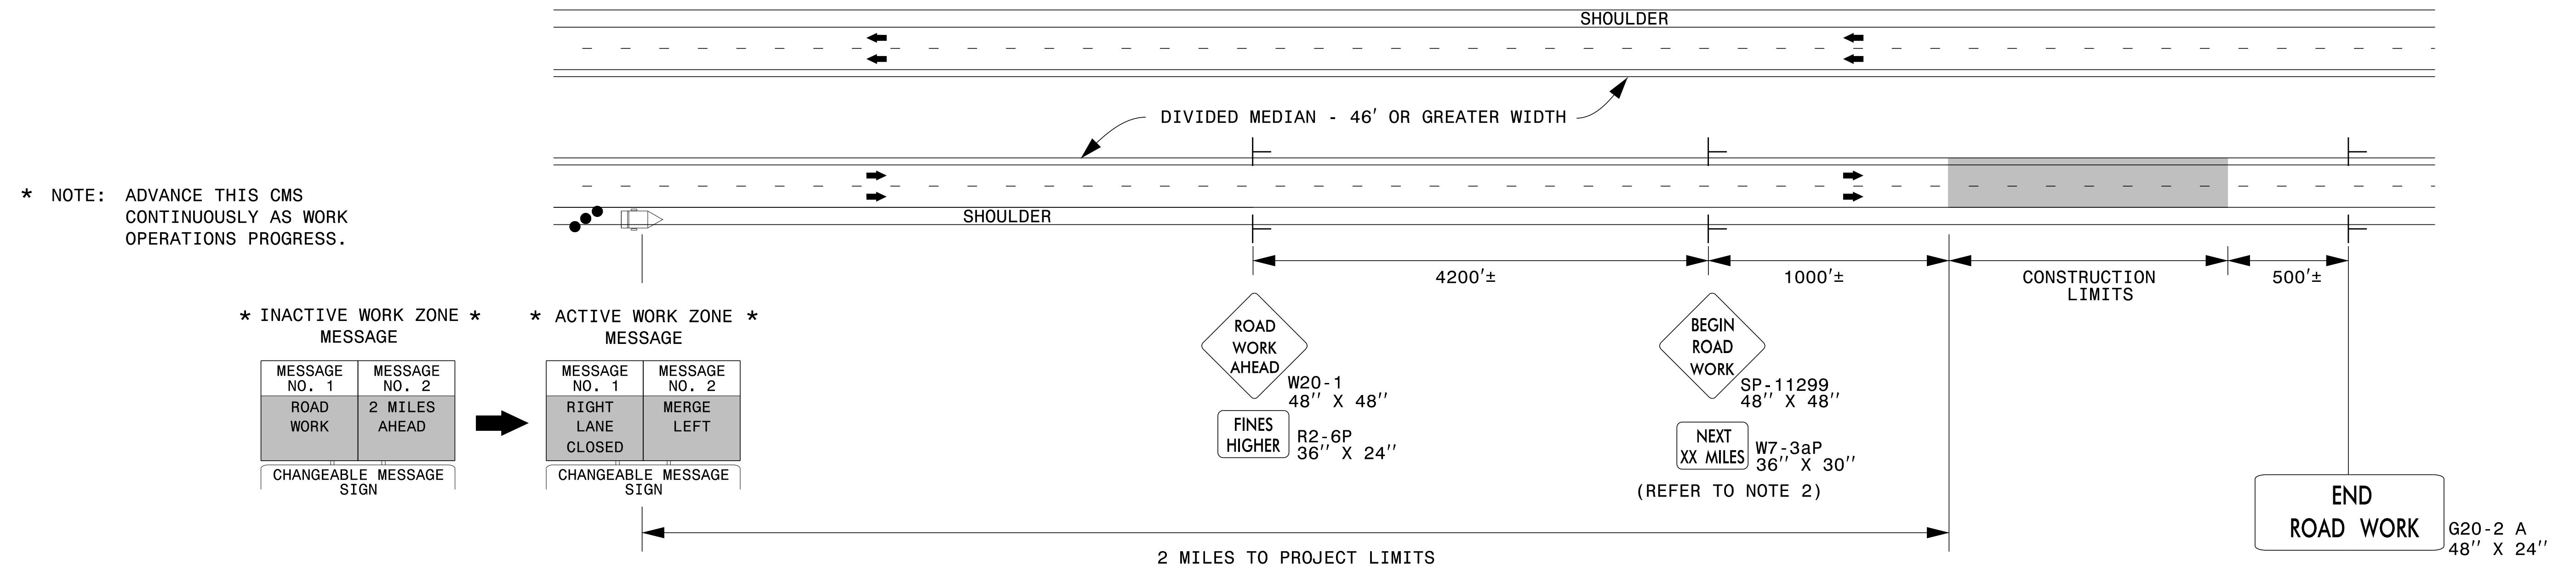 SHOULDER
DIVIDED MEDIAN - 46' OR GREATER WIDTH
* NOTE: ADVANCE THIS CMS
CONTINUOUSLY AS WORK
OPERATIONS PROGRESS.
SHOULDER
4200'±
1000'±
CONSTRUCTION
LIMITS
500'±
* INACTIVE WORK ZONE *
MESSAGE
MESSAGE
NO. 1
MESSAGE
NO. 2
ROAD
WORK
2 MILES
AHEAD
CHANGEABLE MESSAGE
SIGN
* ACTIVE WORK ZONE *
MESSAGE
MESSAGE
NO. 1
MESSAGE
NO. 2
RIGHT
LANE
CLOSED
MERGE
LEFT
CHANGEABLE MESSAGE
SIGN
ROAD
WORK
AHEAD
W20-1
48'' X 48''
FINES
HIGHER
R2-6P
36'' X 24''
BEGIN
ROAD
WORK
SP-11299
48'' X 48''
NEXT
XX MILES
W7-3aP
36'' X 30''
(REFER TO NOTE 2)
END
ROAD WORK
G20-2 A
48'' X 24''
2 MILES TO PROJECT LIMITS